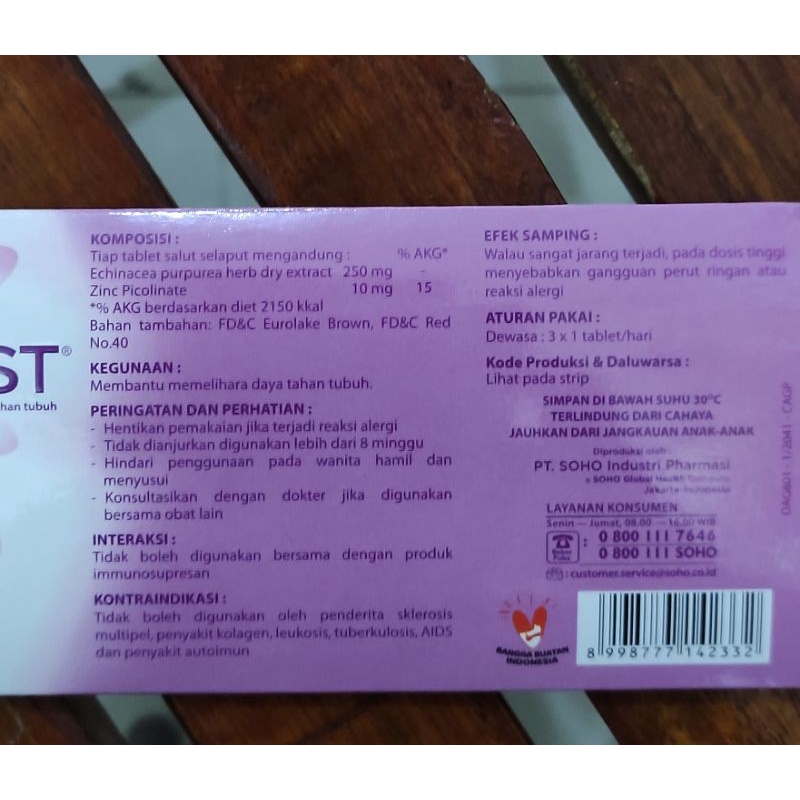 ST®
han tubuh
KOMPOSISI :
Tiap tablet salut selaput mengandung : % AKG*
Echinacea purpurea herb dry extract 250 mg -
Zinc Picolinate 10 mg 15
*% AKG berdasarkan diet 2150 kkal
Bahan tambahan: FD&C Eurolake Brown, FD&C Red
No.40
KEGUNAAN :
Membantu memelihara daya tahan tubuh.
PERINGATAN DAN PERHATIAN :
- Hentikan pemakaian jika terjadi reaksi alergi
- Tidak dianjurkan digunakan lebih dari 8 minggu
- Hindari penggunaan pada wanita hamil dan
menyusui
- Konsultasikan dengan dokter jika digunakan
bersama obat lain
INTERAKSI :
Tidak boleh digunakan bersama dengan produk
immunosupresan
KONTRAINDIKASI :
Tidak boleh digunakan oleh penderita sklerosis
multipel, penyakit kolagen, leukosis, tuberkulosis, AIDS
dan penyakit autoimun
EFEK SAMPING :
Walau sangat jarang terjadi, pada dosis tinggi
menyebabkan gangguan perut ringan atau
reaksi alergi
ATURAN PAKAI :
Dewasa : 3 x 1 tablet/hari
Kode Produksi & Daluwarsa :
Lihat pada strip
SIMPAN DI BAWAH SUHU 30°C
TERLINDUNG DARI CAHAYA
JAUHKAN DARI JANGKAUAN ANAK-ANAK
Diproduksi oleh :
PT. SOHO Industri Pharmasi
a SOHO Global Health Company
Jakarta-Indonesia
LAYANAN KONSUMEN
Senin - Jumat, 08.00 - 16.00 WIB
Bebas Pulsa : 0 800 111 7646
0 800 111 SOHO
: customer.service@soho.co.id
BANGGA BUATAN
INDONESIA
8 998777 142332